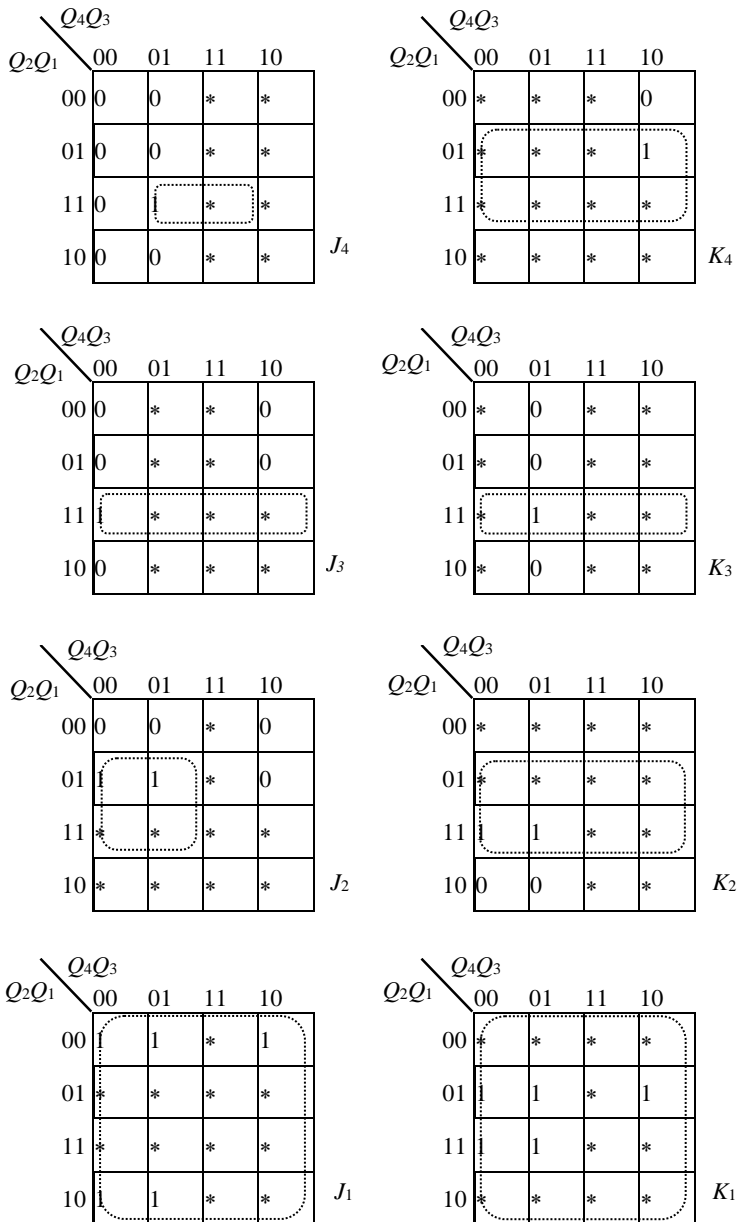 Q4Q3
Q2Q1 00 01 11 10
00 0 0 * *
01 0 0 * *
11 0 1 * *
10 0 0 * *
J4
Q4Q3
Q2Q1 00 01 11 10
00 * * * 0
01 * * * 1
11 * * * *
10 * * * *
K4
Q4Q3
Q2Q1 00 01 11 10
00 0 * * 0
01 0 * * 0
11 1 * * *
10 0 * * *
J3
Q4Q3
Q2Q1 00 01 11 10
00 * 0 * *
01 * 0 * *
11 * 1 * *
10 * 0 * *
K3
Q4Q3
Q2Q1 00 01 11 10
00 0 0 * 0
01 1 1 * 0
11 * * * *
10 * * * *
J2
Q4Q3
Q2Q1 00 01 11 10
00 * * * *
01 * * * *
11 1 1 * *
10 0 0 * *
K2
Q4Q3
Q2Q1 00 01 11 10
00 1 1 * 1
01 * * * *
11 * * * *
10 1 1 * *
J1
Q4Q3
Q2Q1 00 01 11 10
00 * * * *
01 1 1 * 1
11 1 1 * *
10 * * * *
K1